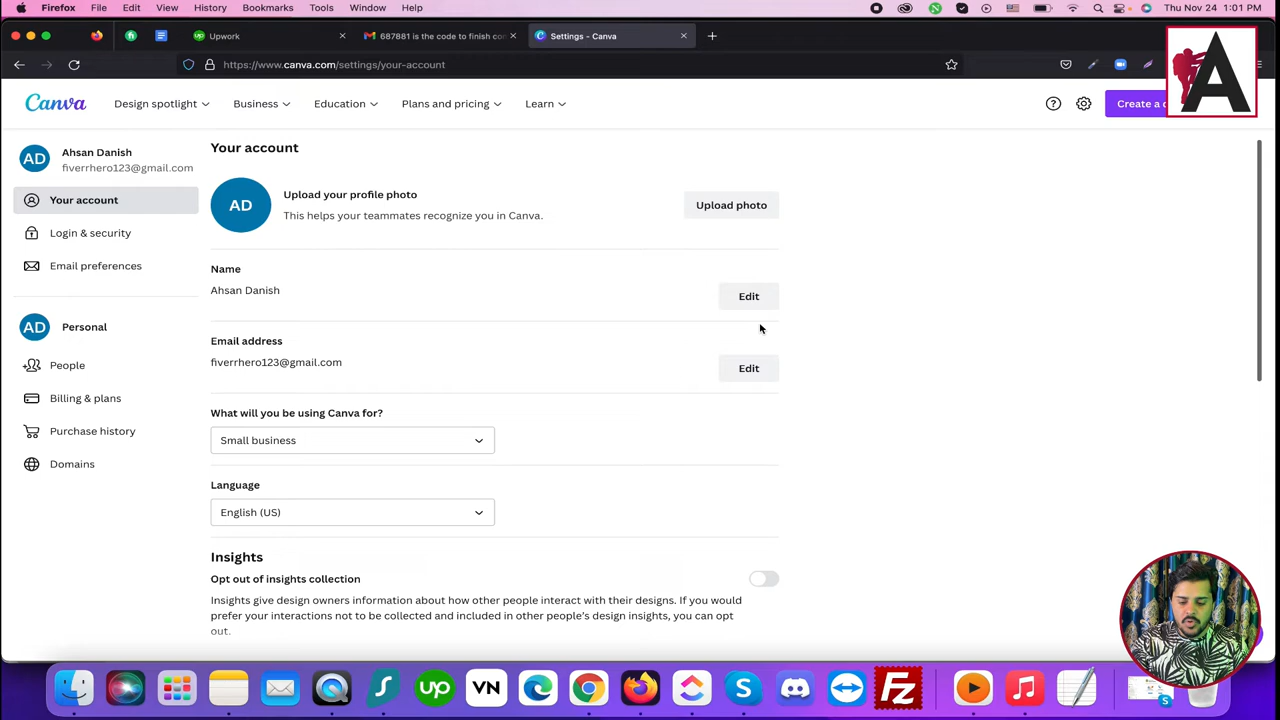 Firefox File Edit View History Bookmarks Tools Window Help Thu Nov 24 1:01 PM
Upwork 687881 is the code to finish con Settings - Canva
https://www.canva.com/settings/your-account
A
Canva Design spotlight Business Education Plans and pricing Learn Create a d
AD Ahsan Danish
fiverrhero123@gmail.com
Your account
Login & security
Email preferences
AD Personal
People
Billing & plans
Purchase history
Domains
Your account
AD
Upload your profile photo
This helps your teammates recognize you in Canva.
Upload photo
Name
Ahsan Danish
Edit
Email address
fiverrhero123@gmail.com
Edit
What will you be using Canva for?
Small business
Language
English (US)
Insights
Opt out of insights collection
Insights give design owners information about how other people interact with their designs. If you would
prefer your interactions not to be collected and included in other people's design insights, you can opt
out.
up VN S Fz